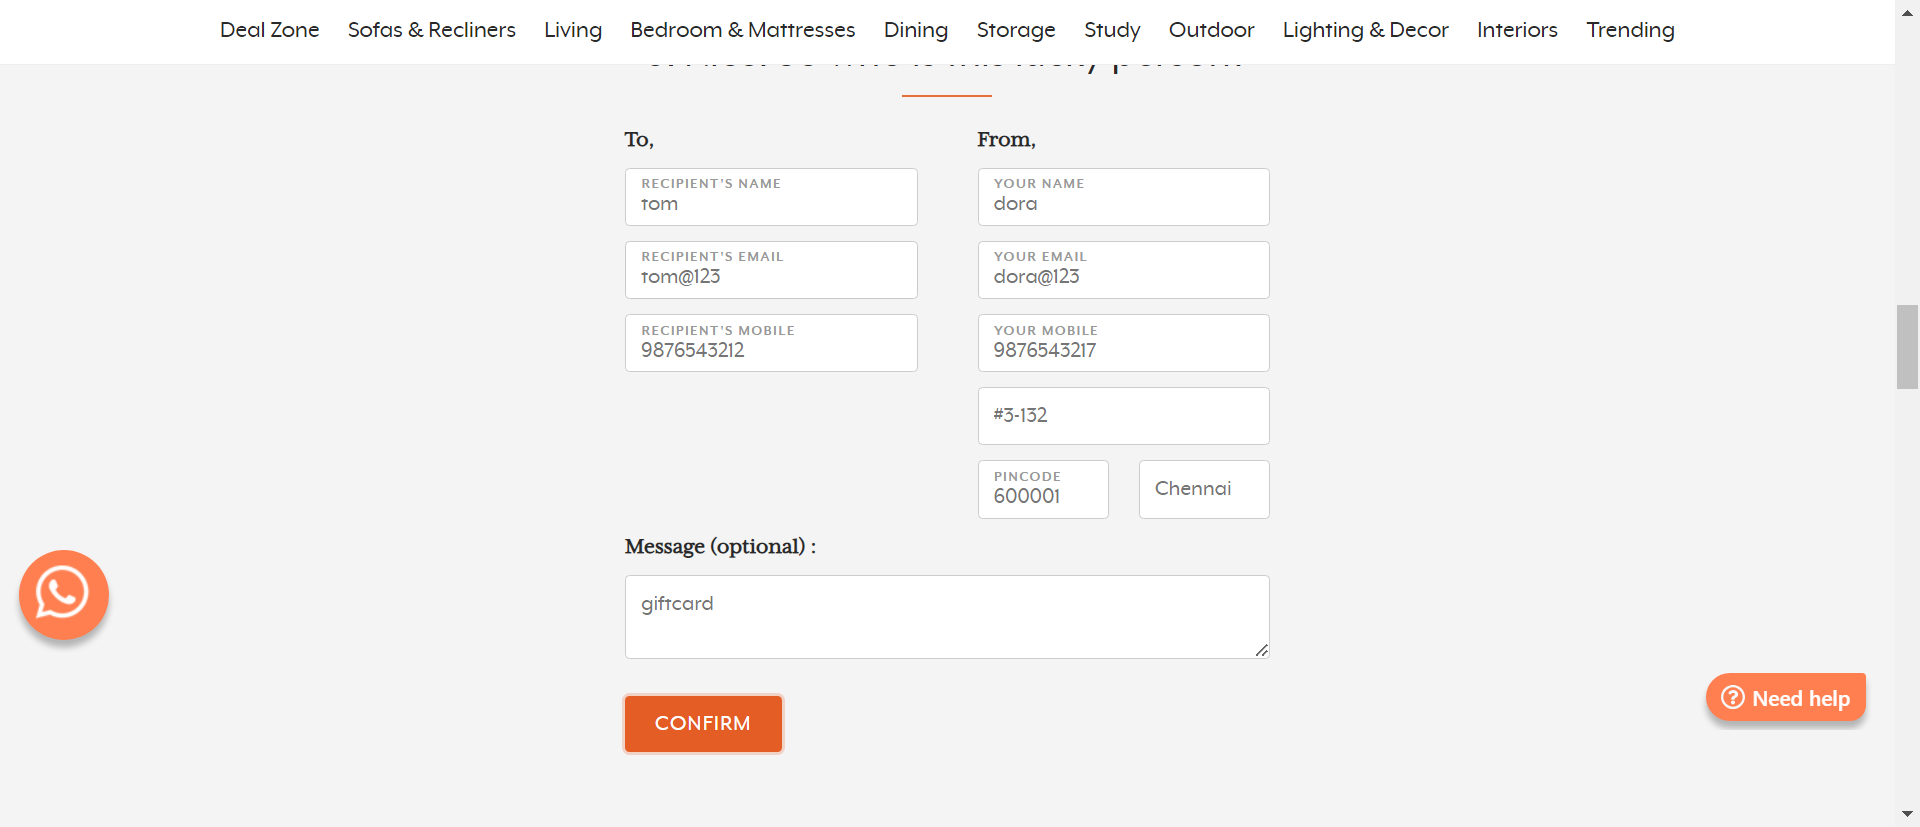 Deal Zone Sofas & Recliners Living Bedroom & Mattresses Dining Storage Study Outdoor Lighting & Decor Interiors Trending
To,
From,
RECIPIENT'S NAME
tom
YOUR NAME
dora
RECIPIENT'S EMAIL
tom@123
YOUR EMAIL
dora@123
RECIPIENT'S MOBILE
9876543212
YOUR MOBILE
9876543217
#3-132
PINCODE
600001
Chennai
Message (optional) :
giftcard
CONFIRM
Need help